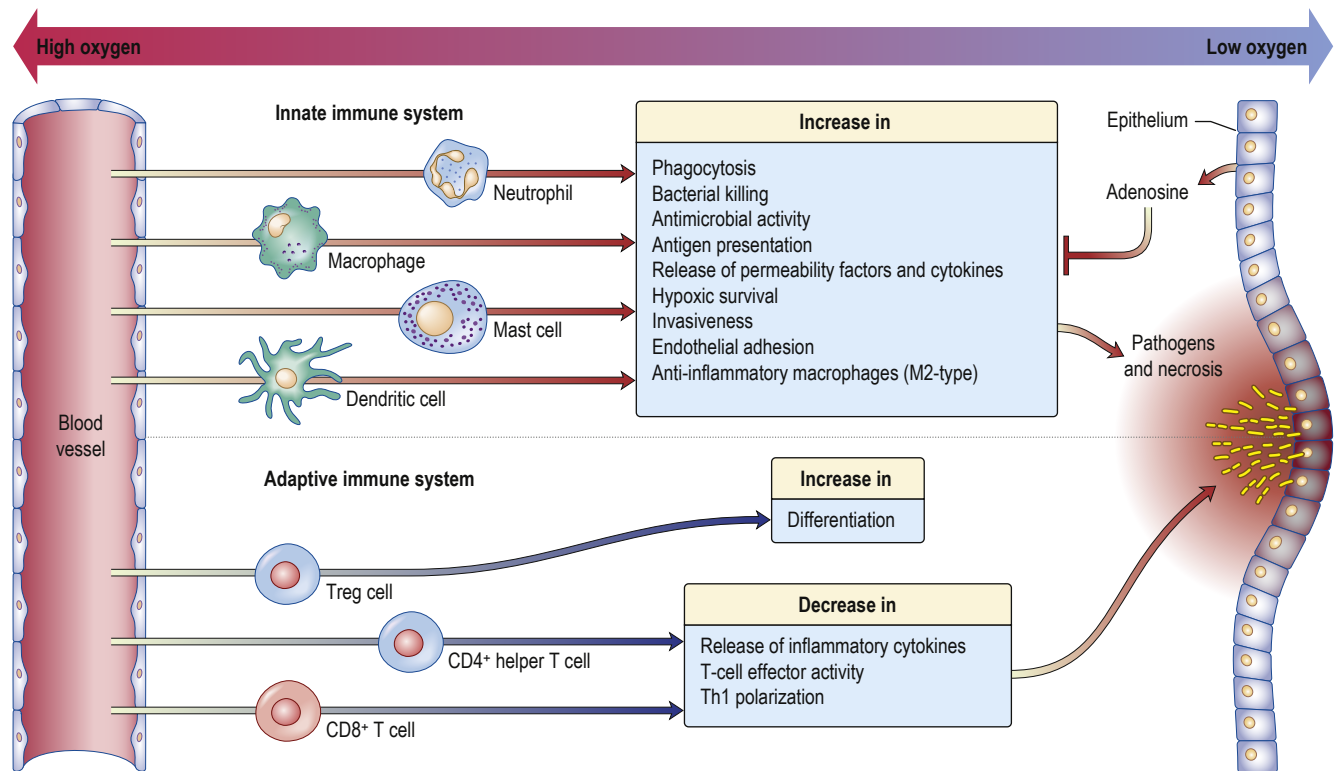 High oxygen
Low oxygen
Innate immune system
Neutrophil
Macrophage
Mast cell
Dendritic cell
Increase in
Phagocytosis
Bacterial killing
Antimicrobial activity
Antigen presentation
Release of permeability factors and cytokines
Hypoxic survival
Invasiveness
Endothelial adhesion
Anti-inflammatory macrophages (M2-type)
Epithelium
Adenosine
Pathogens
and necrosis
Blood
vessel
Adaptive immune system
Treg cell
CD4⁺ helper T cell
CD8⁺ T cell
Increase in
Differentiation
Decrease in
Release of inflammatory cytokines
T-cell effector activity
Th1 polarization